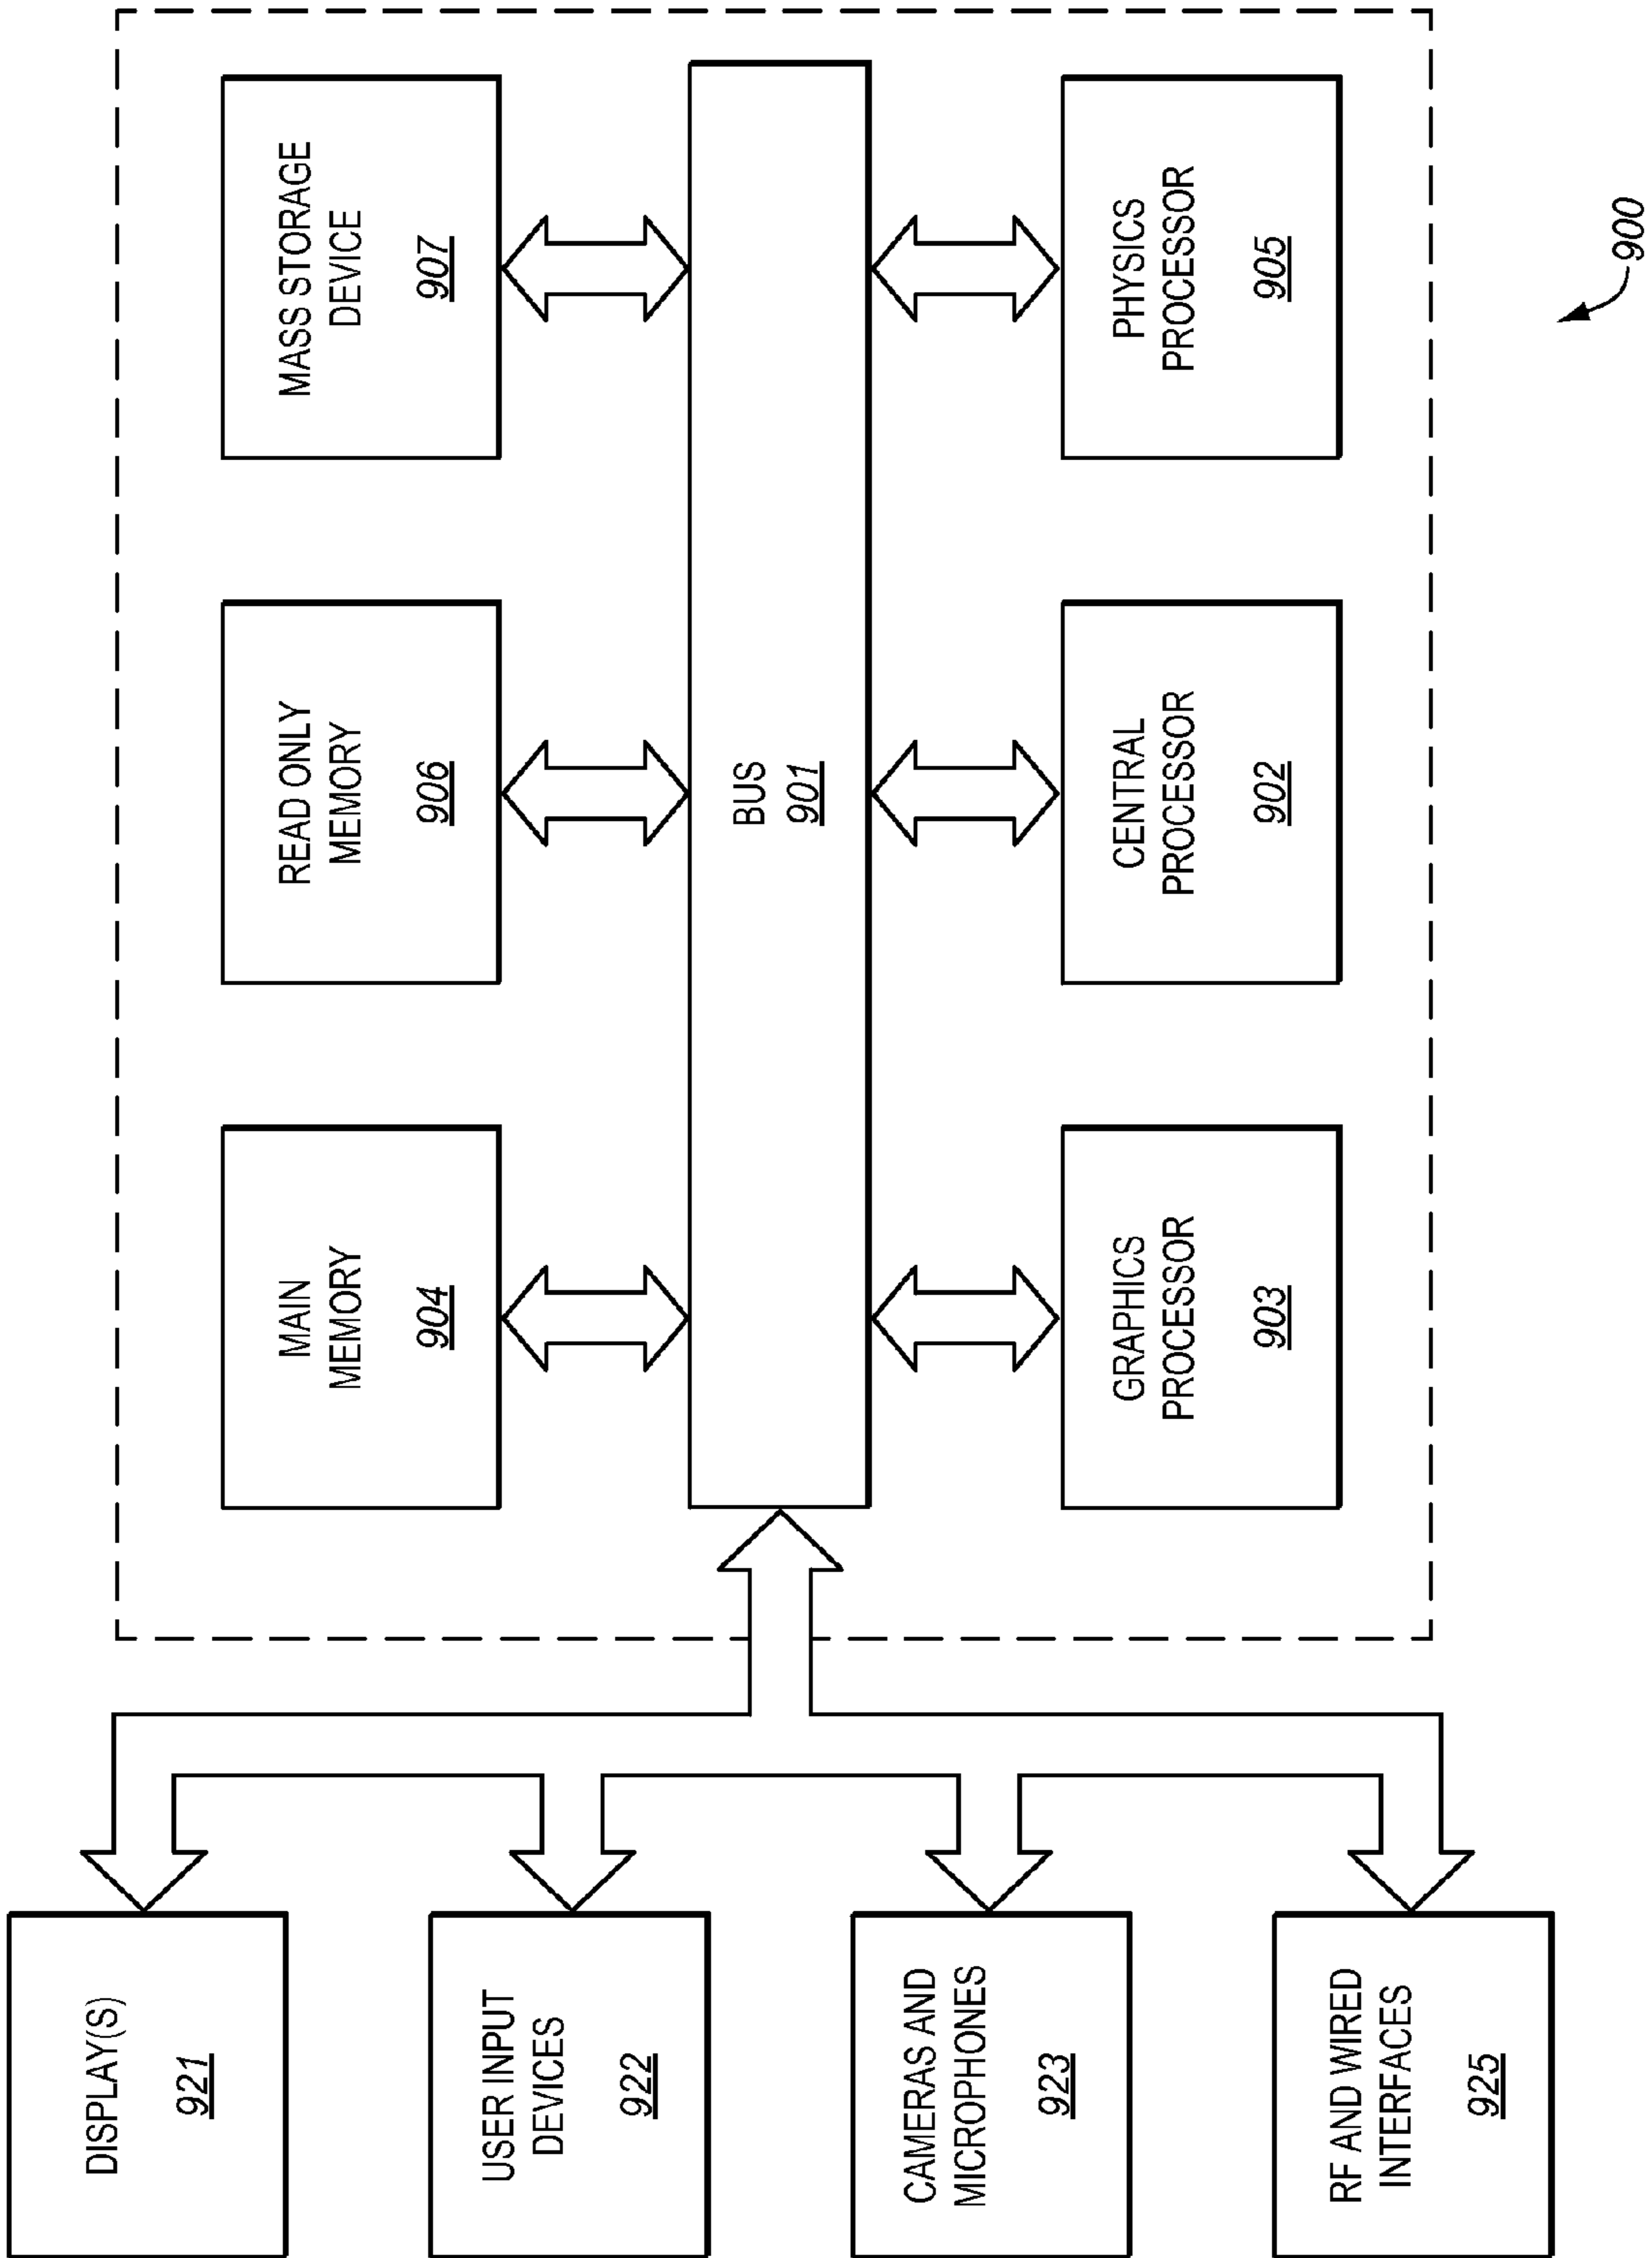 DISPLAY(S)
921
USER INPUT
DEVICES
922
CAMERAS AND
MICROPHONES
923
RF AND WIRED
INTERFACES
925
MAIN
MEMORY
904
READ ONLY
MEMORY
906
MASS STORAGE
DEVICE
907
BUS
901
GRAPHICS
PROCESSOR
903
CENTRAL
PROCESSOR
902
PHYSICS
PROCESSOR
905
900